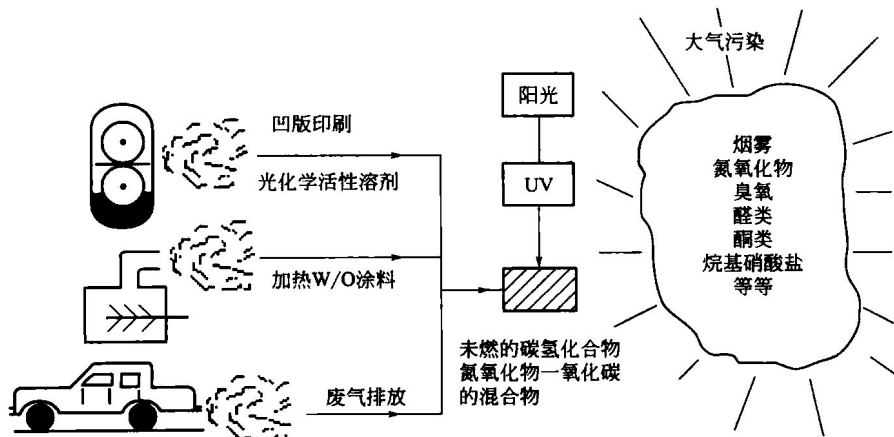 大气污染
阳光
UV
凹版印刷
光化学活性溶剂
加热W/O涂料
废气排放
未燃的碳氢化合物
氮氧化物一氧化碳
的混合物
烟雾
氮氧化物
臭氧
醛类
酮类
烷基硝酸盐
等等